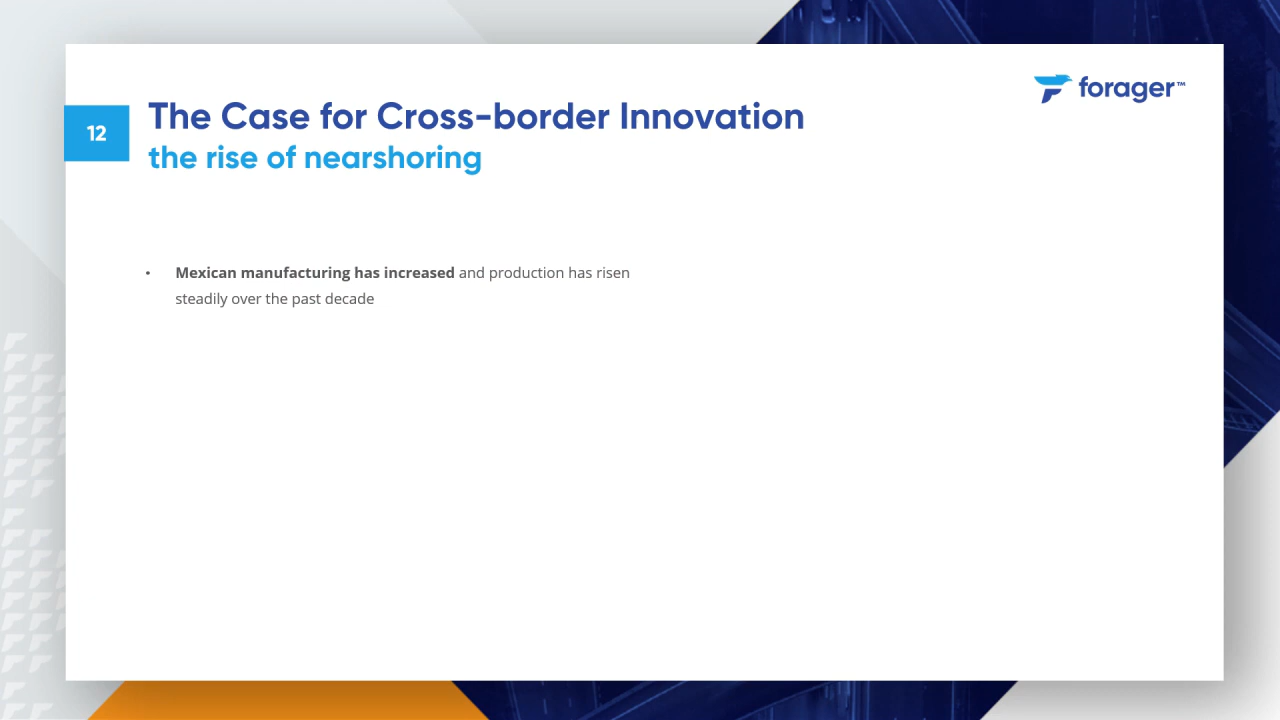 forager™
12
The Case for Cross-border Innovation
the rise of nearshoring
• Mexican manufacturing has increased and production has risen
steadily over the past decade